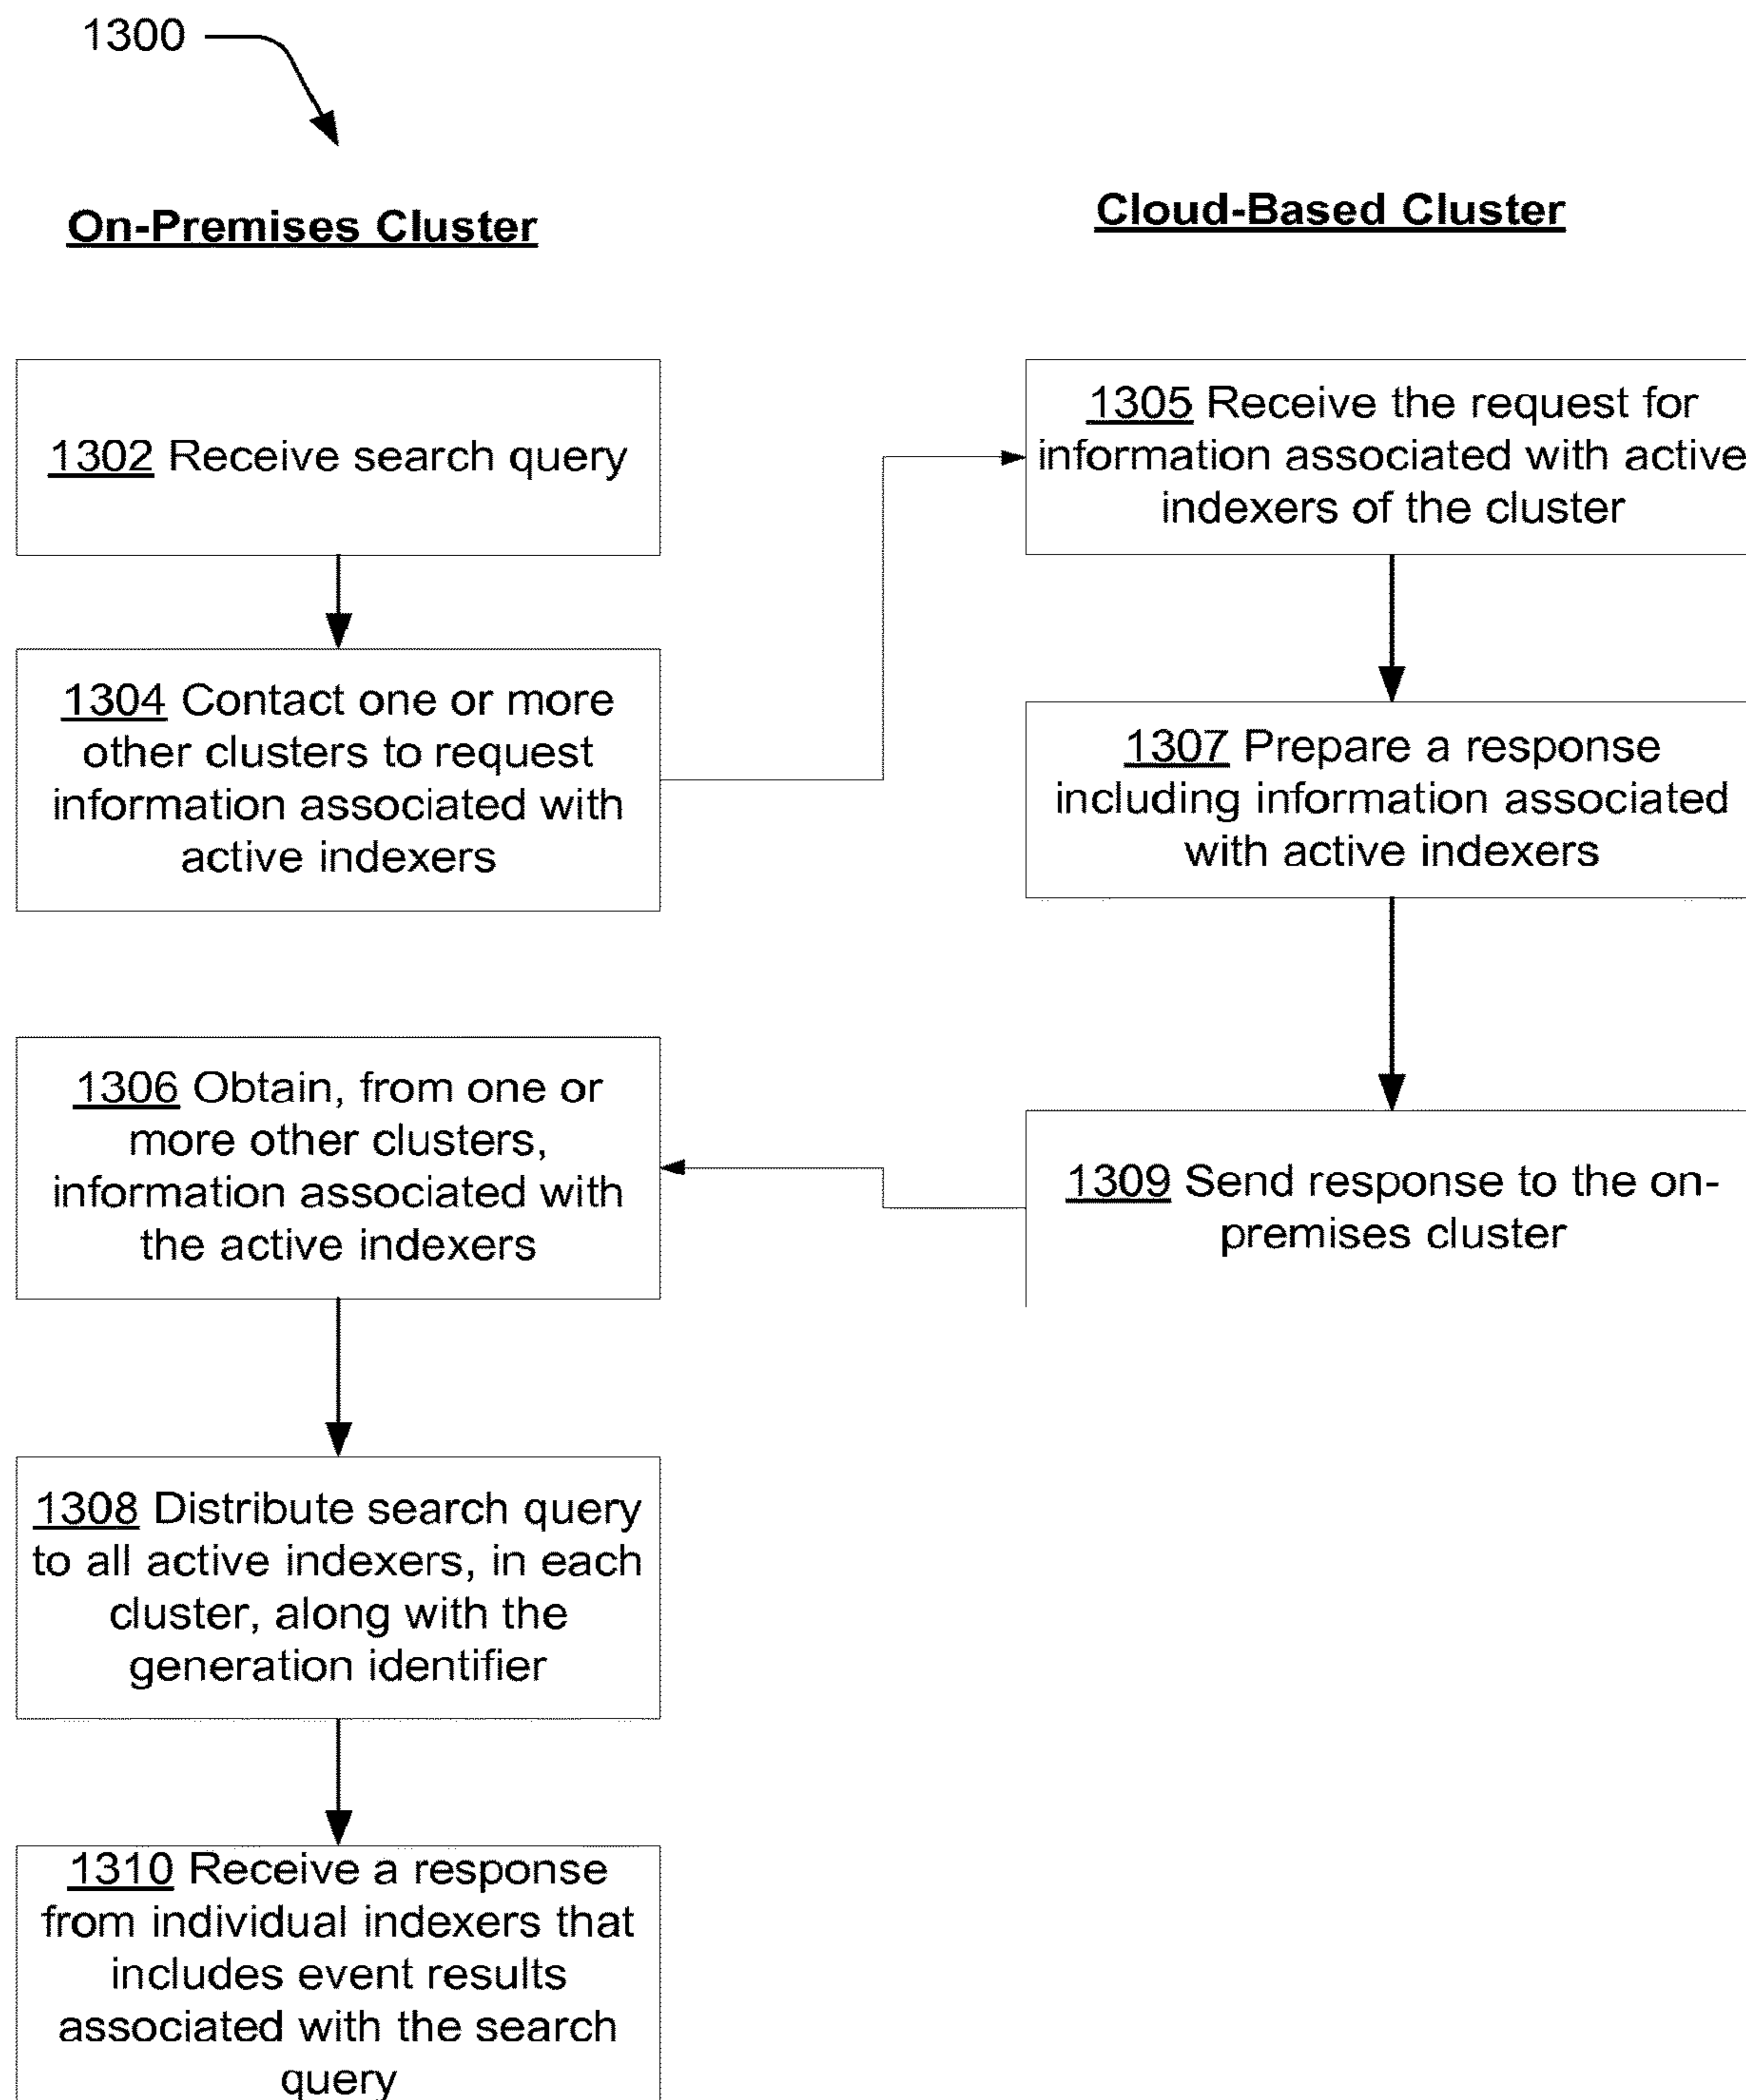 1300
On-Premises Cluster
Cloud-Based Cluster
1302 Receive search query
1304 Contact one or more
other clusters to request
information associated with
active indexers
1305 Receive the request for
information associated with active
indexers of the cluster
1307 Prepare a response
including information associated
with active indexers
1306 Obtain, from one or
more other clusters,
information associated with
the active indexers
1309 Send response to the on-
premises cluster
1308 Distribute search query
to all active indexers, in each
cluster, along with the
generation identifier
1310 Receive a response
from individual indexers that
includes event results
associated with the search
query